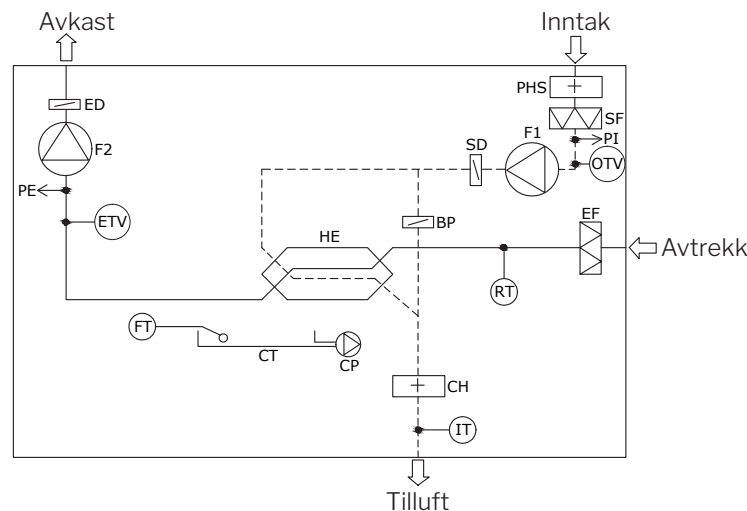 Avkast
Inntak
PHS
ED
SF
F1
PI
SD
F2
OTV
PE
ETV
BP
EF
HE
Avtrekk
RT
FT
CT
CP
CH
IT
Tilluft